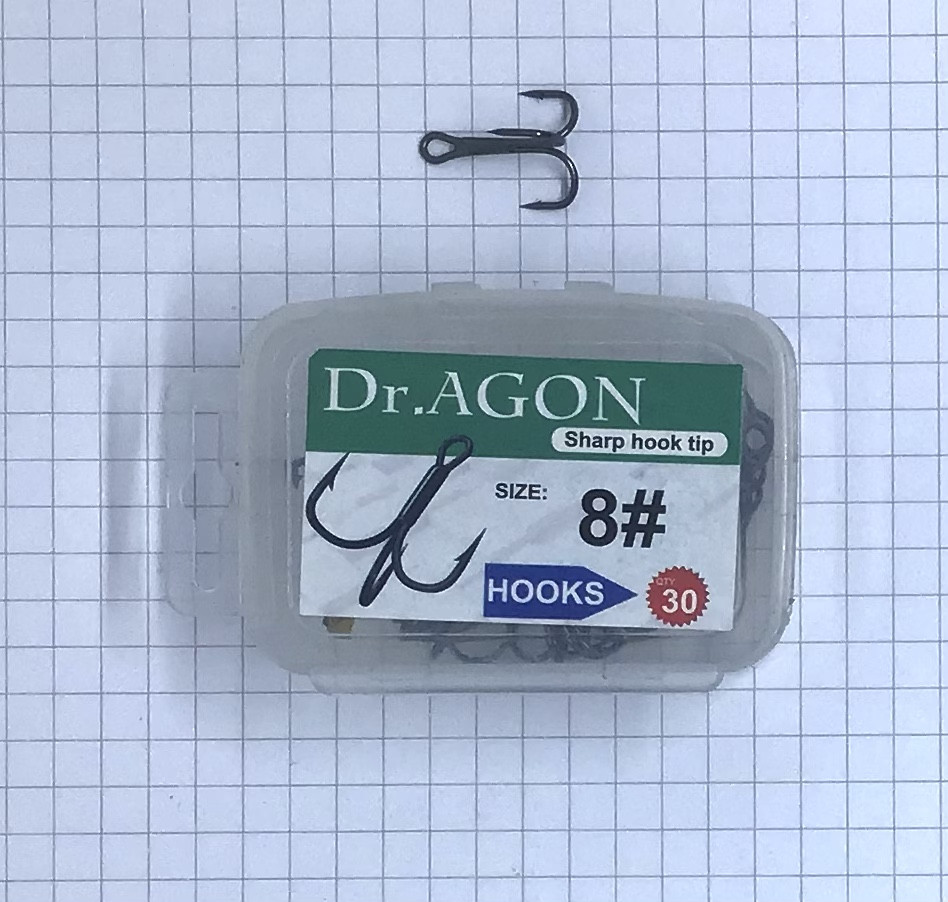 Dr.AGON
Sharp hook tip
SIZE: 8#
HOOKS
QTY
30